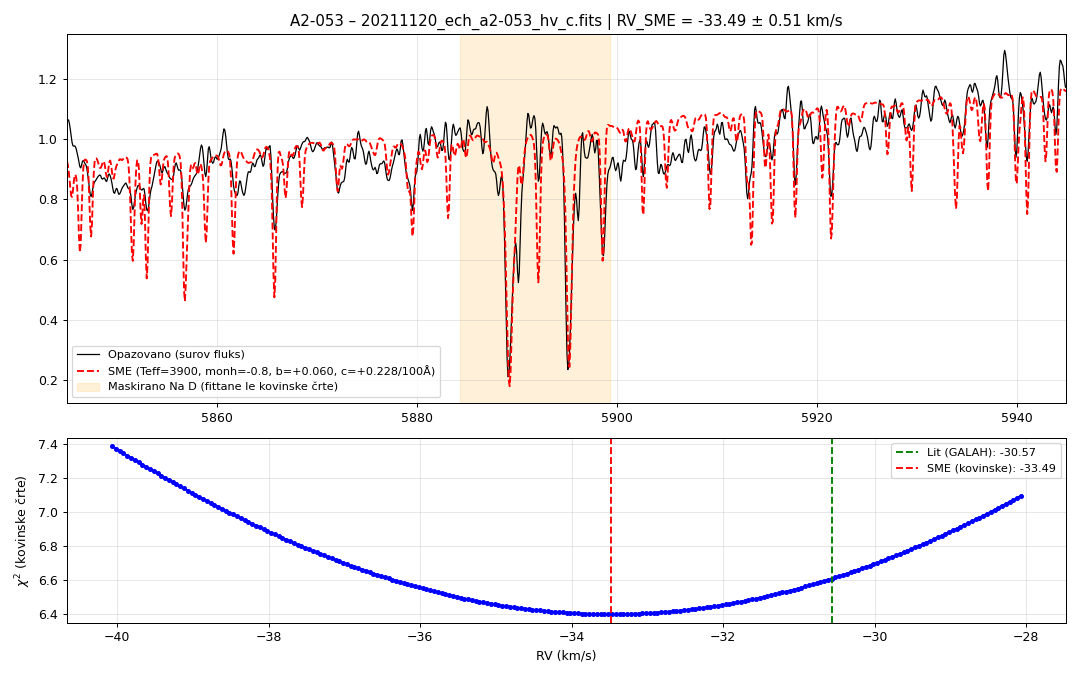 A2-053 – 20211120_ech_a2-053_hv_c.fits | RV_SME = -33.49 ± 0.51 km/s
1.2
1.0
0.8
0.6
0.4
0.2
Opazovano (surov fluks)
SME (Teff=3900, monh=-0.8, b=+0.060, c=+0.228/100Å)
Maskirano Na D (fittane le kovinske črte)
5860 5880 5900 5920 5940
7.4
7.2
7.0
6.8
6.6
6.4
χ² (kovinske črte)
Lit (GALAH): -30.57
SME (kovinske): -33.49
−40 −38 −36 −34 −32 −30 −28
RV (km/s)